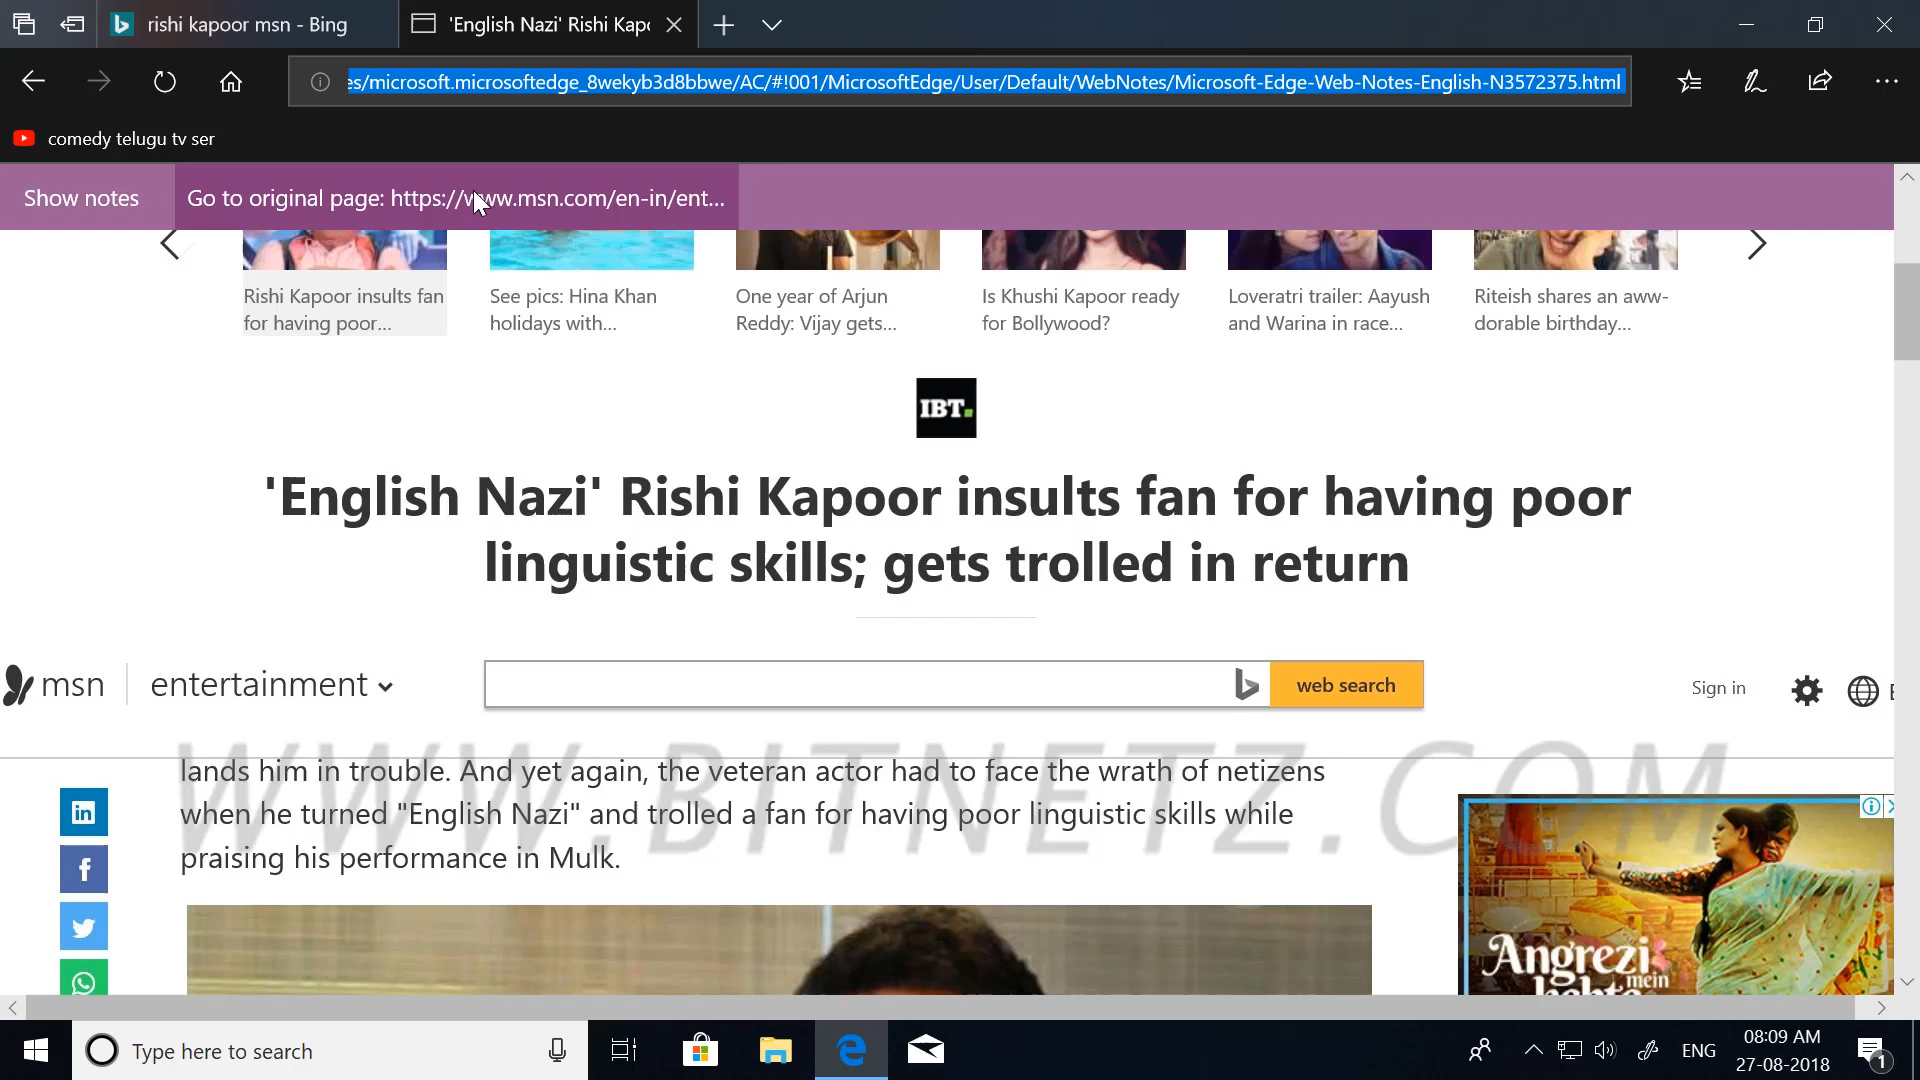 rishi kapoor msn - Bing
'English Nazi' Rishi Kap
es/microsoft.microsoftedge_8wekyb3d8bbwe/AC/#!001/MicrosoftEdge/User/Default/WebNotes/Microsoft-Edge-Web-Notes-English-N3572375.html
comedy telugu tv ser
Show notes
Go to original page: https://www.msn.com/en-in/ent...
Rishi Kapoor insults fan
for having poor...
See pics: Hina Khan
holidays with...
One year of Arjun
Reddy: Vijay gets...
Is Khushi Kapoor ready
for Bollywood?
Loveratri trailer: Aayush
and Warina in race...
Riteish shares an aww-
dorable birthday...
IBT.
'English Nazi' Rishi Kapoor insults fan for having poor
linguistic skills; gets trolled in return
msn
entertainment
web search
Sign in
WWW.BITNETZ.COM
lands him in trouble. And yet again, the veteran actor had to face the wrath of netizens
when he turned "English Nazi" and trolled a fan for having poor linguistic skills while
praising his performance in Mulk.
in
f
Angrezi
mein
kehte
Type here to search
ENG
08:09 AM
27-08-2018
1